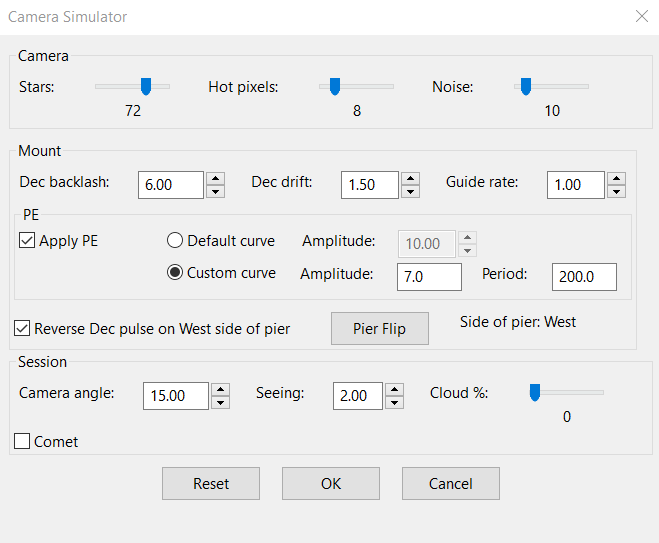 Camera Simulator
Camera
Stars: Hot pixels: Noise:
72 8 10
Mount
Dec backlash: 6.00 Dec drift: 1.50 Guide rate: 1.00
PE
Apply PE Default curve Amplitude: 10.00
Custom curve Amplitude: 7.0 Period: 200.0
Reverse Dec pulse on West side of pier Pier Flip Side of pier: West
Session
Camera angle: 15.00 Seeing: 2.00 Cloud %:
0
Comet
Reset OK Cancel